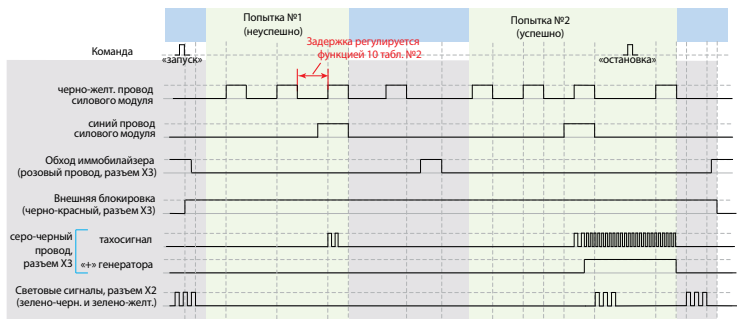 Попытка №1
(неуспешно)
Попытка №2
(успешно)
Задержка регулируется
функцией 10 табл. №2
Команда
«запуск»
«остановка»
черно-желт. провод
силового модуля
синий провод
силового модуля
Обход иммобилайзера
(розовый провод, разъем X3)
Внешняя блокировка
(черно-красный, разъем X3)
серо-черный
провод,
разъем X3
тахосигнал
«+» генератора
Световые сигналы, разъем X2
(зелено-черн. и зелено-желт.)